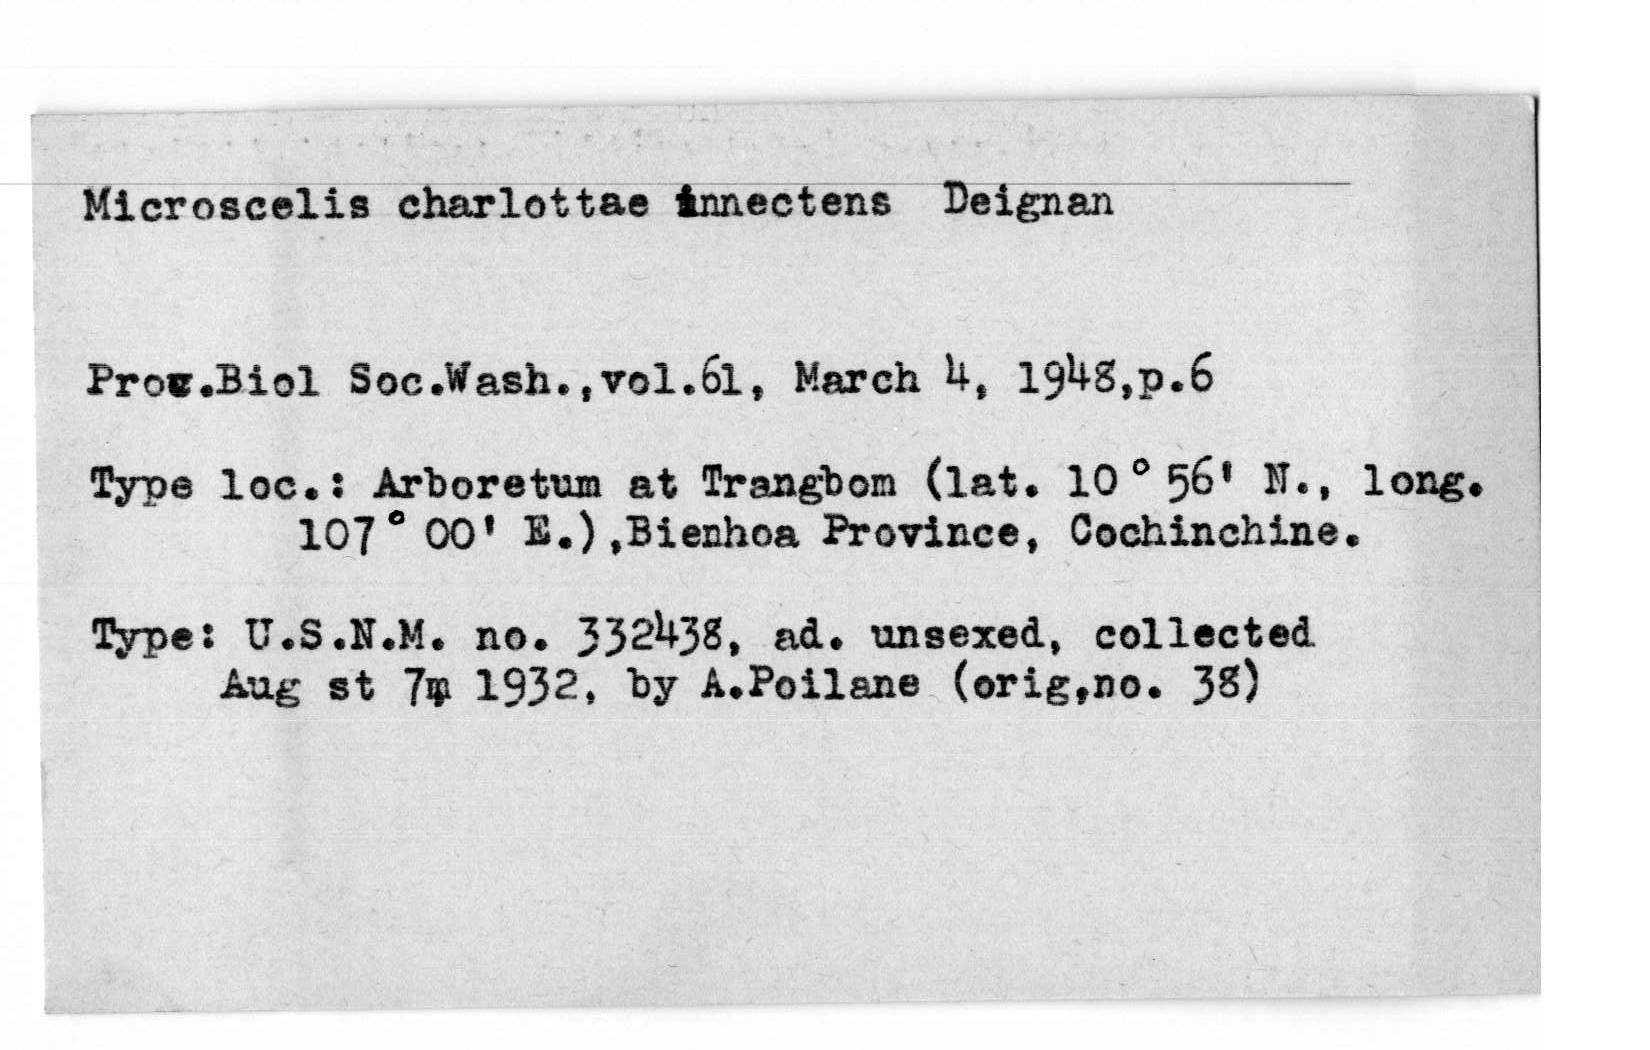 Microscelis charlottae innectens Deignan
Proc.Biol Soc.Wash.,vol.61, March 4, 1948,p.6
Type loc.: Arboretum at Trangbom (lat. 10° 56' N., long.
107° 00' E.),Bienhoa Province, Cochinchine.
Type: U.S.N.M. no. 332438, ad. unsexed, collected
Aug st 7, 1932, by A.Poilane (orig,no. 38)